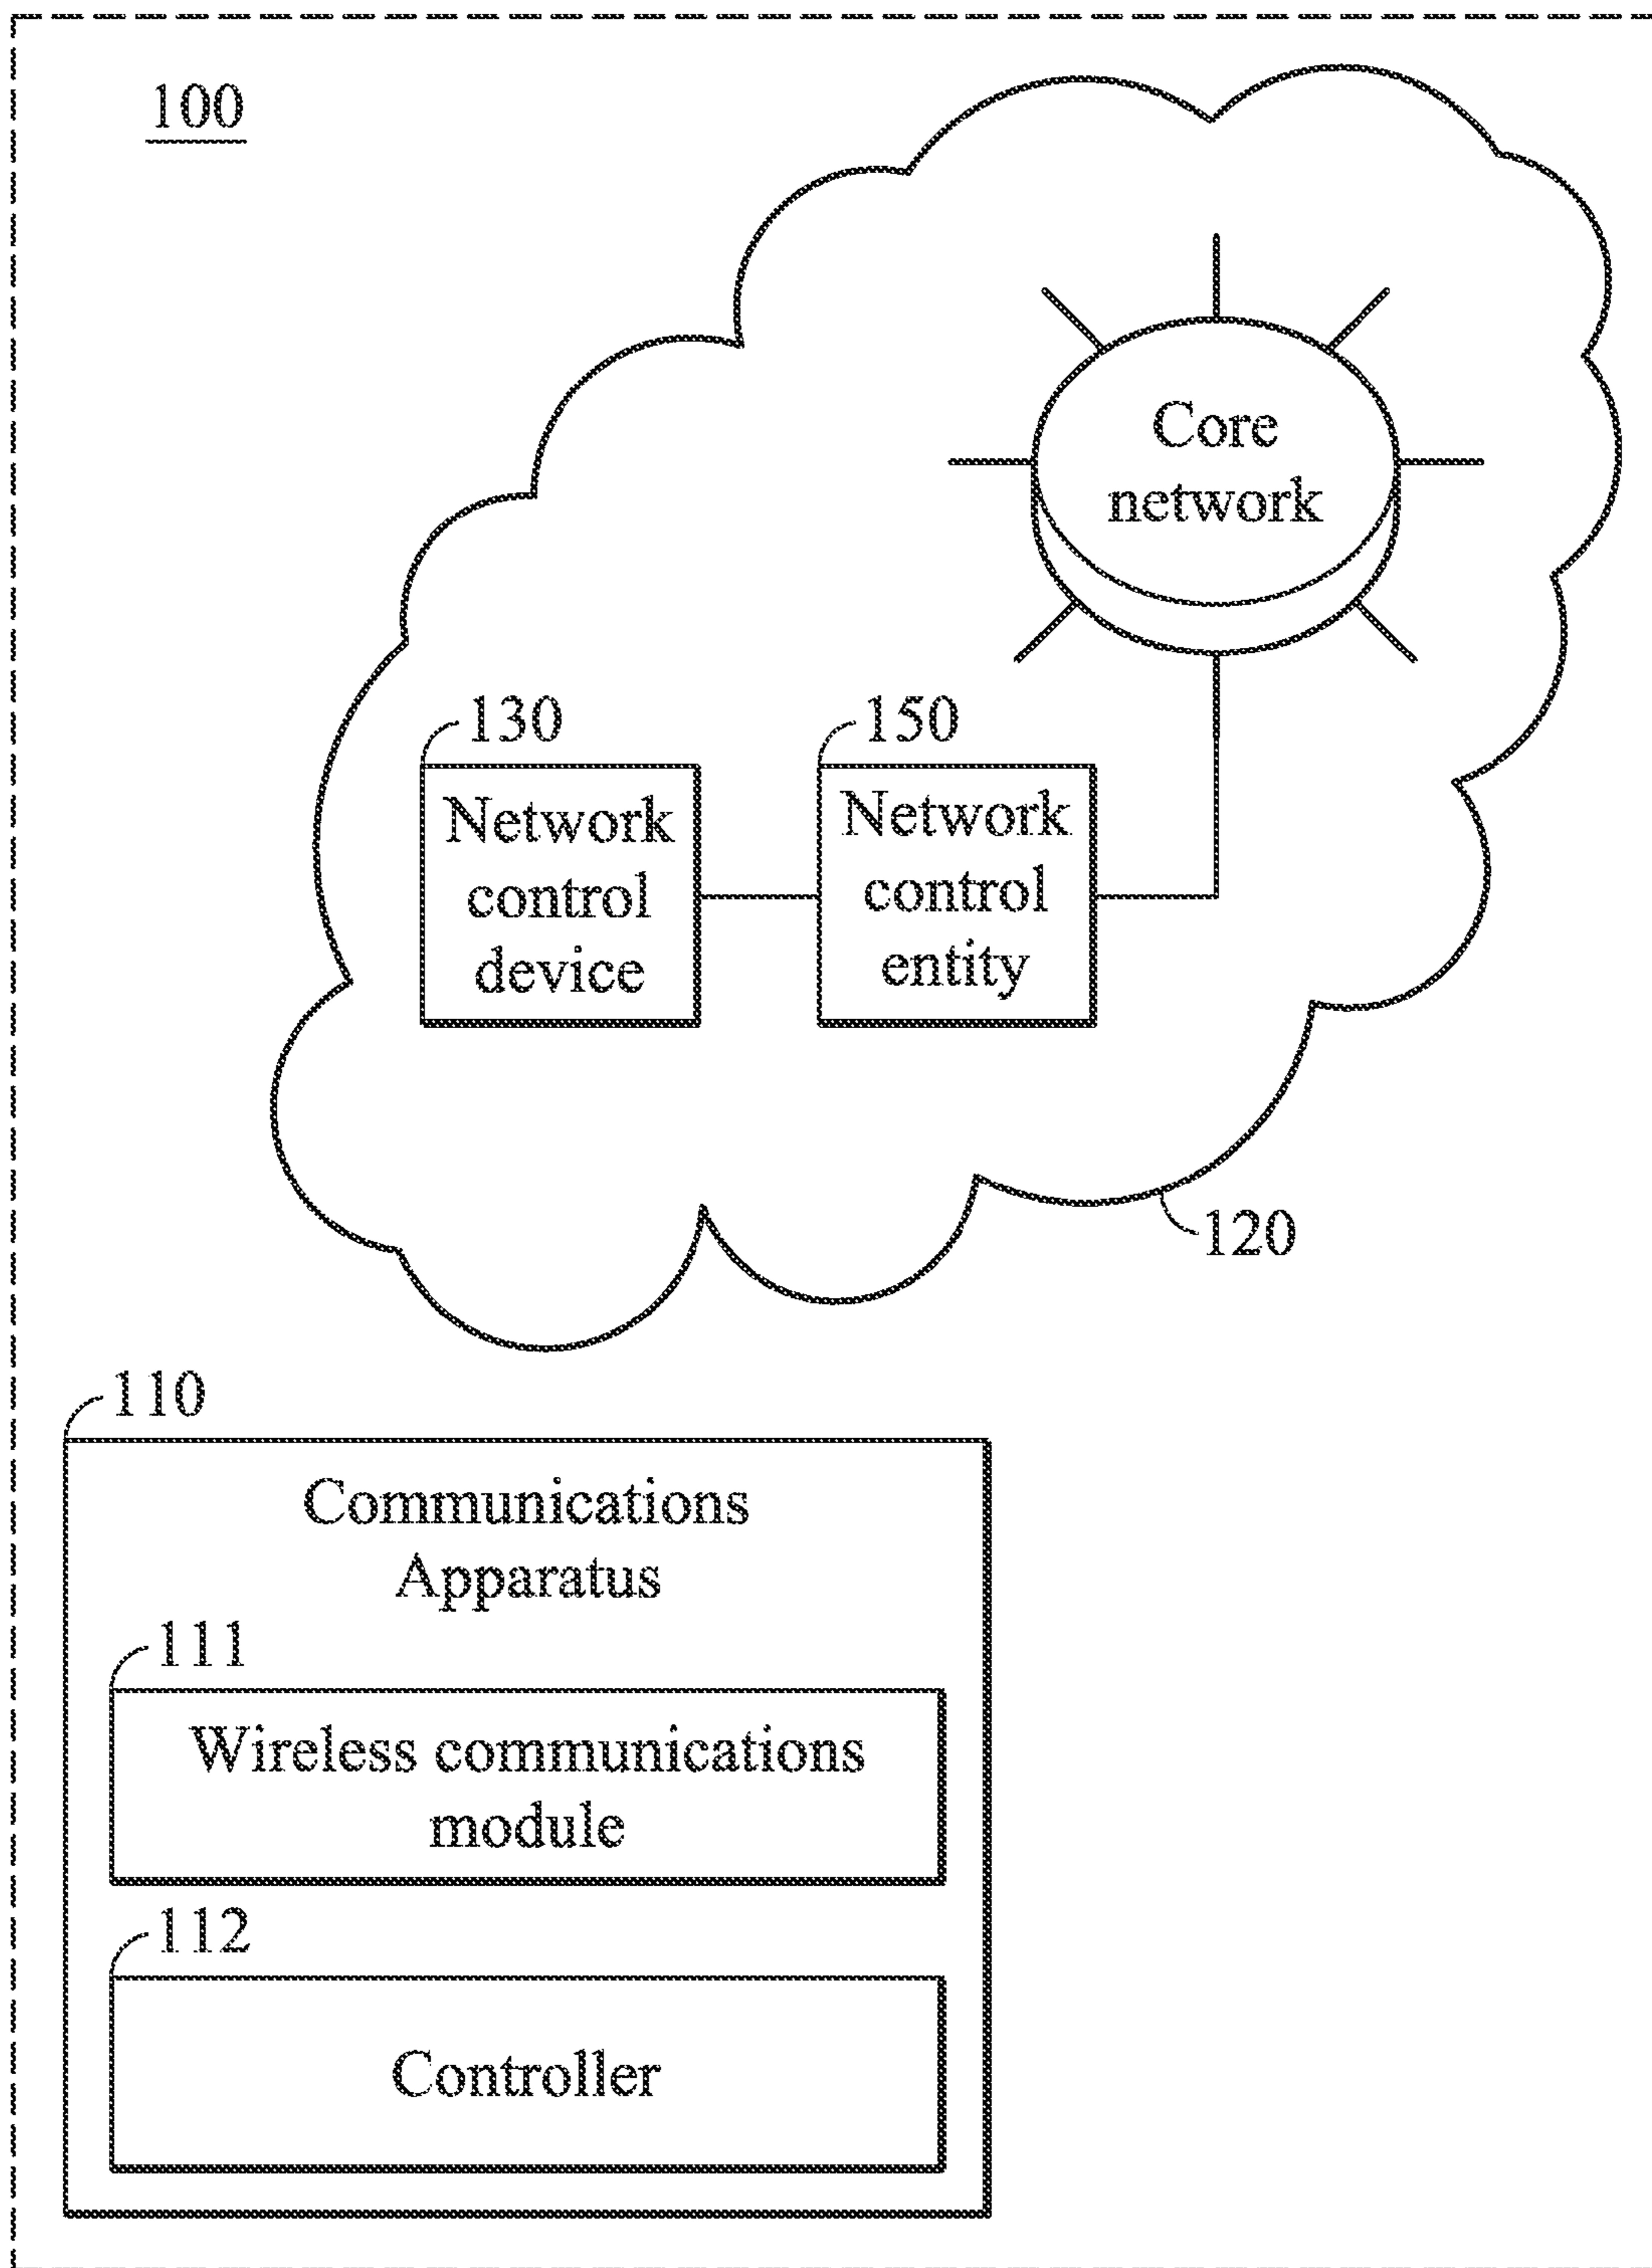 100
Core
network
130
150
Network
control
device
Network
control
entity
120
110
Communications
Apparatus
111
Wireless communications
module
112
Controller